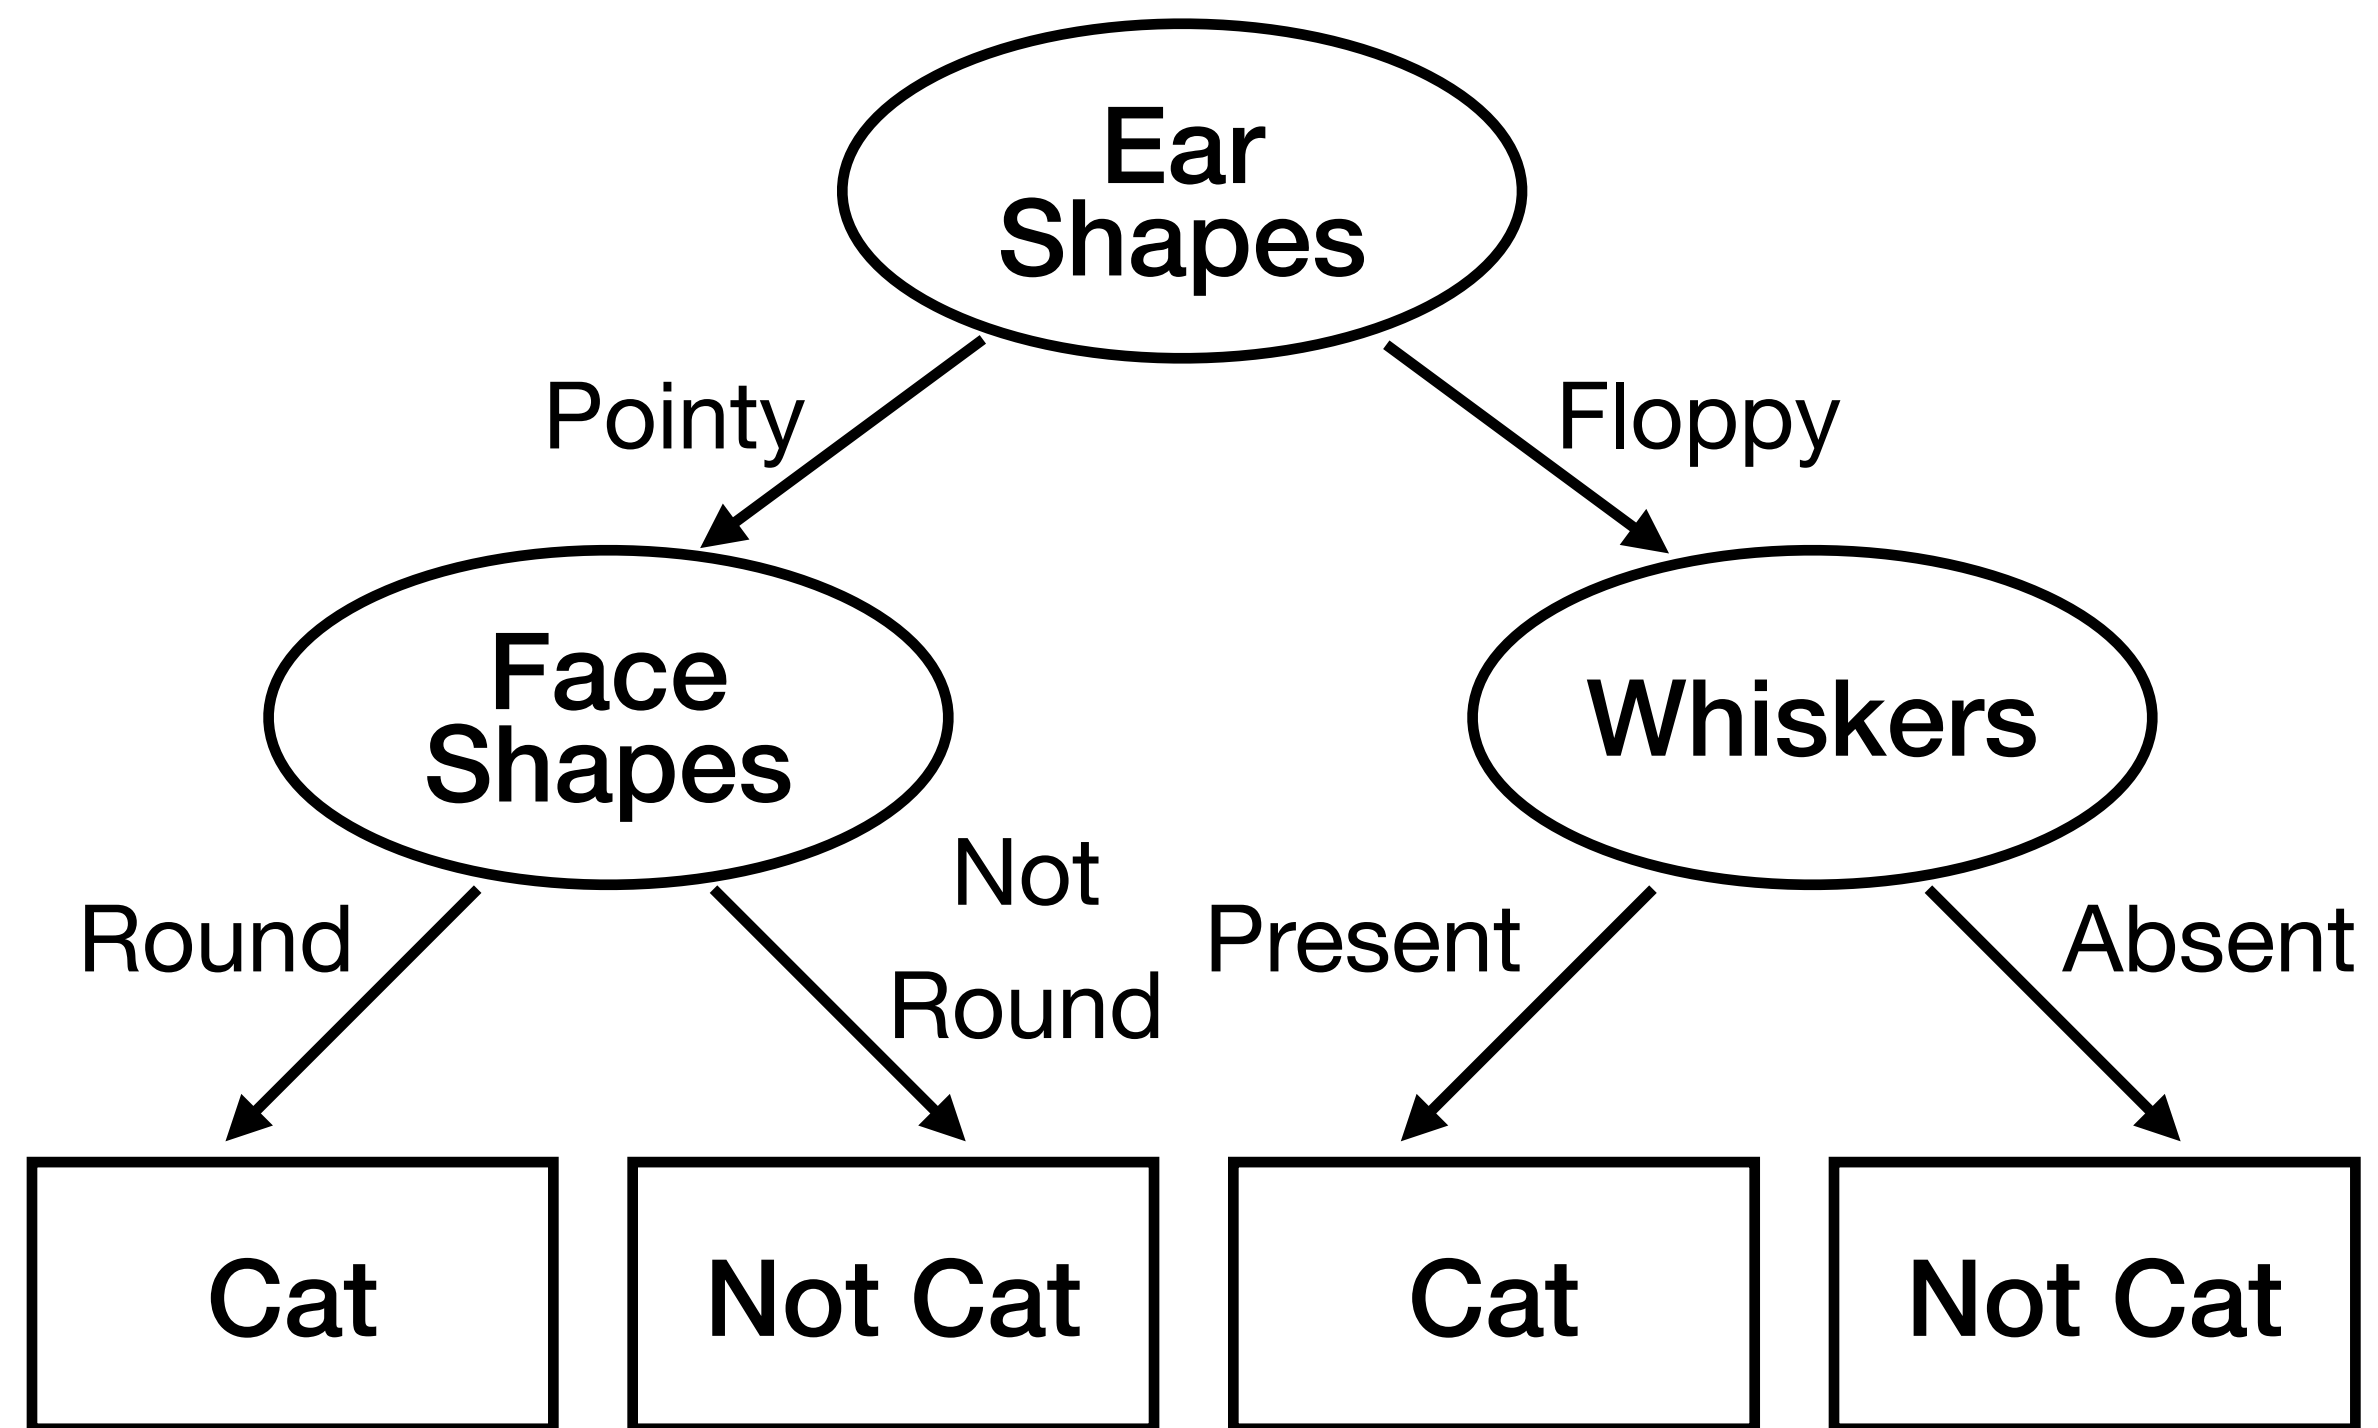 Ear
Shapes
Pointy
Floppy
Face
Shapes
Whiskers
Round
Not
Round
Present
Absent
Cat
Not Cat
Cat
Not Cat